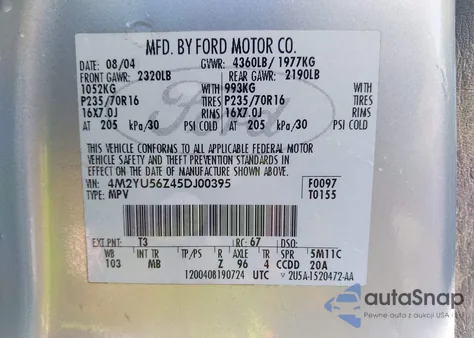 MFD. BY FORD MOTOR CO.
DATE: 08/04 GVWR: 4360LB/ 1977KG
FRONT GAWR: 2320LB REAR GAWR: 2190LB
1052KG WITH 993KG WITH
P235/70R16 TIRES P235/70R16 TIRES
16X7.0J RIMS 16X7.0J RIMS
AT 205 kPa/30 PSI COLD AT 205 kPa/30 PSI COLD
THIS VEHICLE CONFORMS TO ALL APPLICABLE FEDERAL MOTOR
VEHICLE SAFETY AND THEFT PREVENTION STANDARDS IN
EFFECT ON THE DATE OF MANUFACTURE SHOWN ABOVE.
VIN: 4M2YU56Z45DJ00395 F0097
TYPE: MPV T0155
EXT PNT: T3 RC: 67 DSO:
WB INT TR TP/PS R AXLE TR SPR 5M11C
103 MB Z 96 4 CCDD 20A
1200408190724 UTC 2U5A-1520472-AA
Ford
autoSnap
Pewne auta z USA i